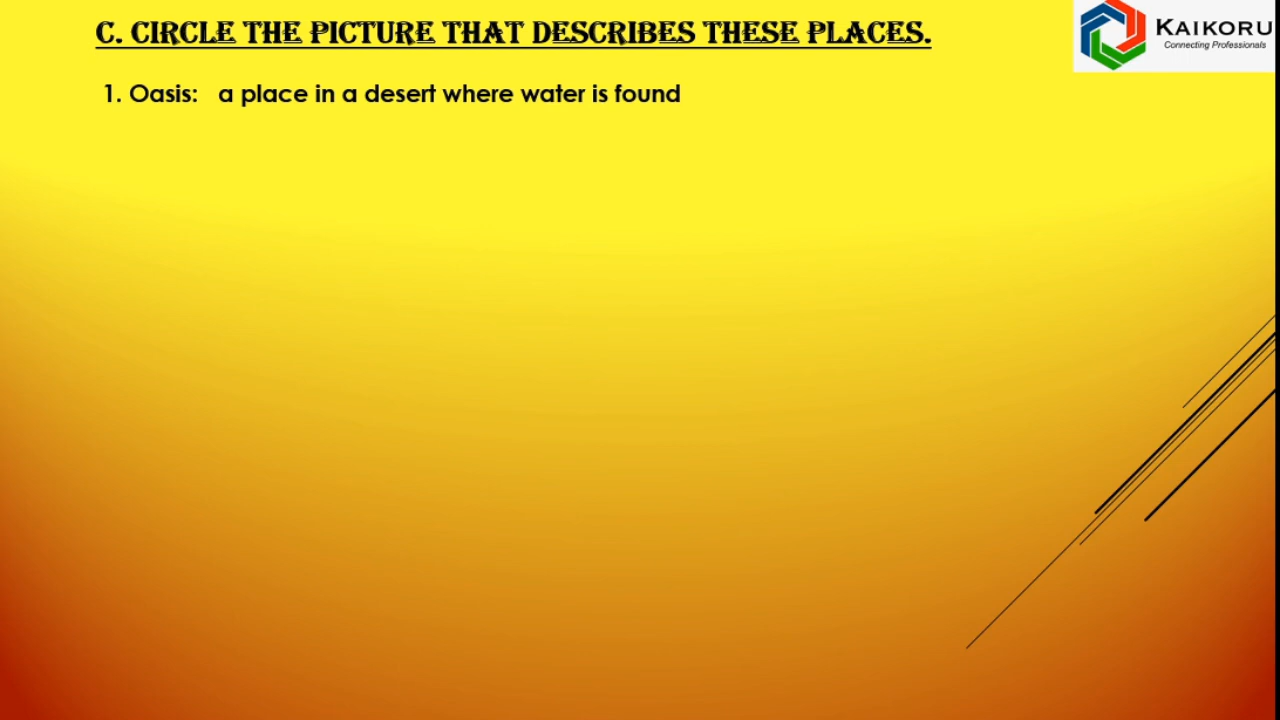 C. CIRCLE THE PICTURE THAT DESCRIBES THESE PLACES.
KAIKORU
Connecting Professionals
1. Oasis: a place in a desert where water is found